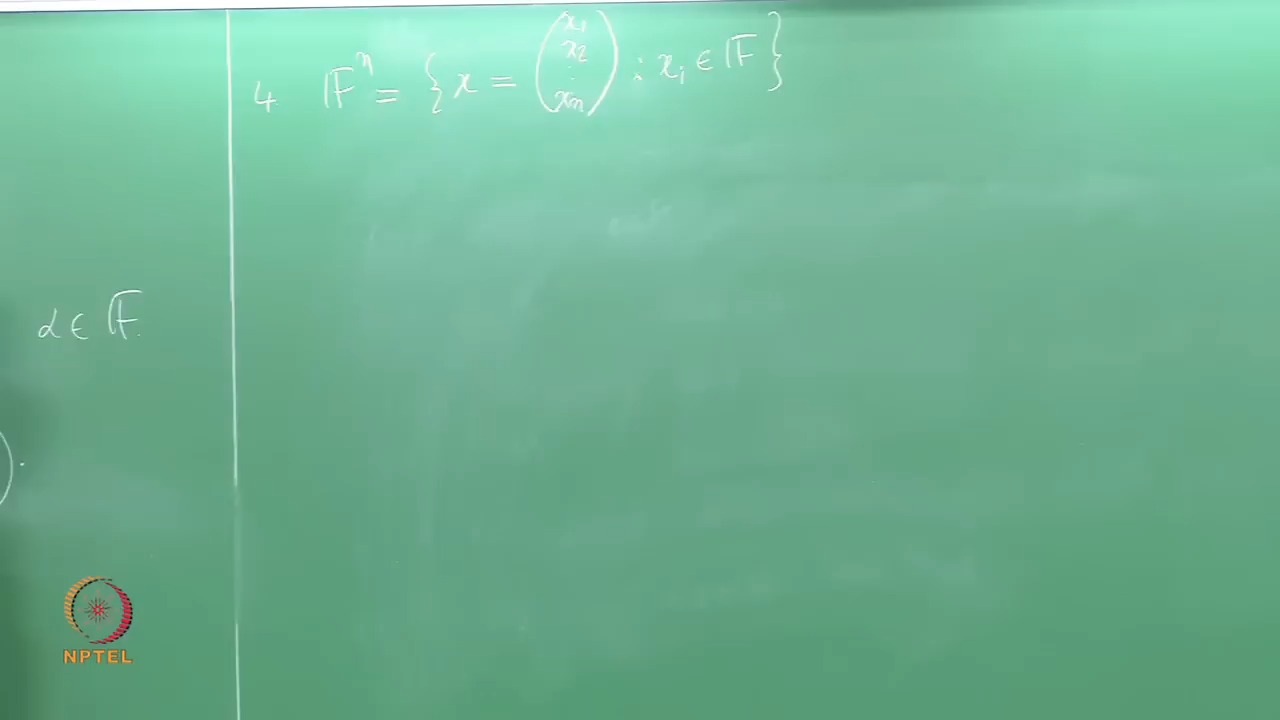 4. 𝔽ⁿ = { x = (x₁ x₂ . xₙ) : xᵢ ∈ 𝔽 }
α ∈ 𝔽.
).
NPTEL